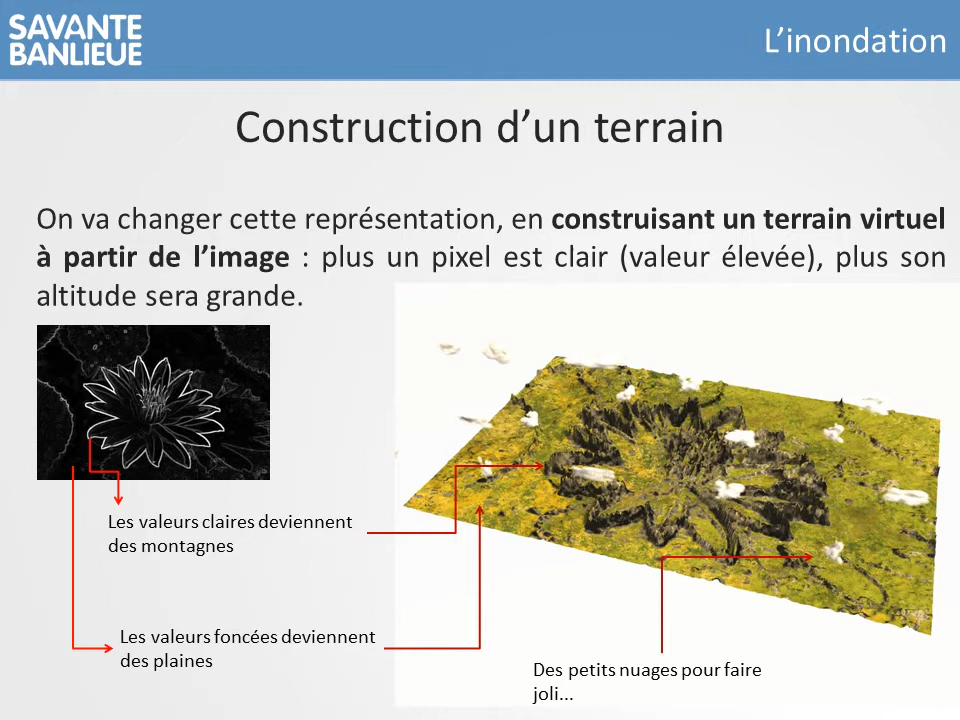 SAVANTE
BANLIEUE
L’inondation
Construction d’un terrain
On va changer cette représentation, en construisant un terrain virtuel
à partir de l’image : plus un pixel est clair (valeur élevée), plus son
altitude sera grande.
Les valeurs claires deviennent
des montagnes
Les valeurs foncées deviennent
des plaines
Des petits nuages pour faire
joli...